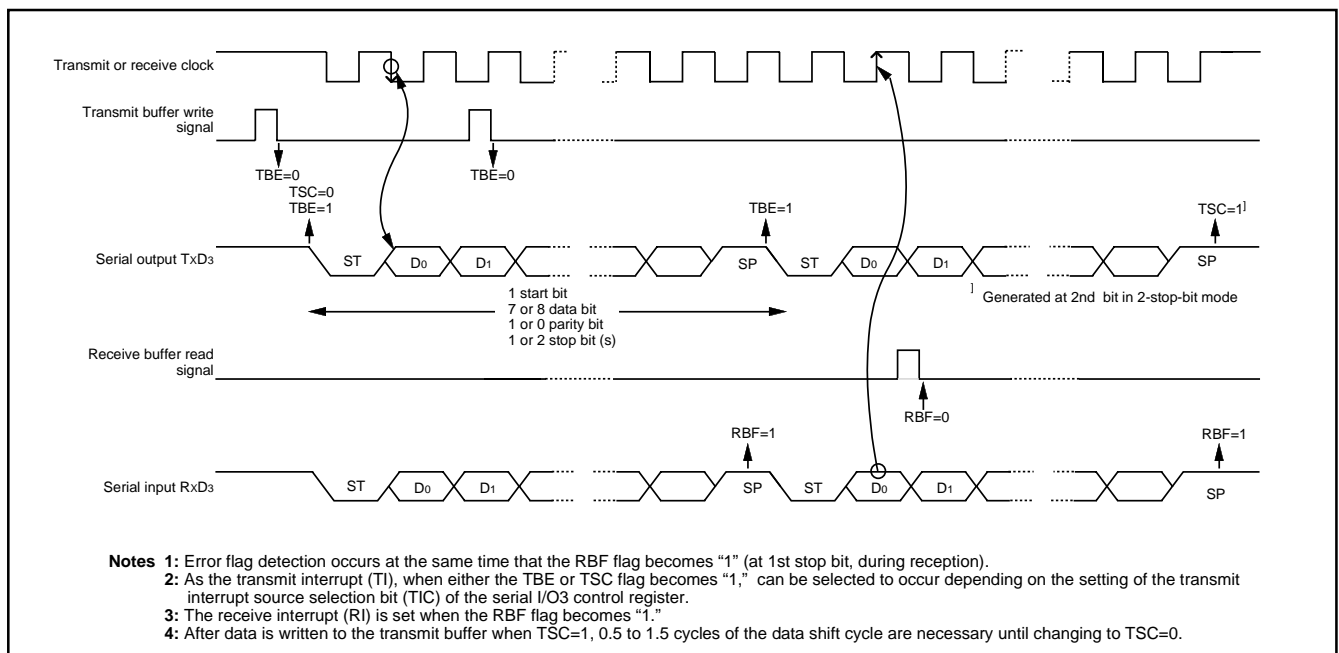 Transmit or receive clock
Transmit buffer write
signal
TBE=0
TBE=0
TSC=0
TBE=1
TBE=1
TSC=1]
Serial output TXD3
ST
D0
D1
SP
ST
D0
D1
SP
] Generated at 2nd bit in 2-stop-bit mode
1 start bit
7 or 8 data bit
1 or 0 parity bit
1 or 2 stop bit (s)
Receive buffer read
signal
RBF=0
RBF=1
RBF=1
Serial input RXD3
ST
D0
D1
SP
ST
D0
D1
SP
Notes 1: Error flag detection occurs at the same time that the RBF flag becomes “1” (at 1st stop bit, during reception).
2: As the transmit interrupt (TI), when either the TBE or TSC flag becomes “1,” can be selected to occur depending on the setting of the transmit
interrupt source selection bit (TIC) of the serial I/O3 control register.
3: The receive interrupt (RI) is set when the RBF flag becomes “1.”
4: After data is written to the transmit buffer when TSC=1, 0.5 to 1.5 cycles of the data shift cycle are necessary until changing to TSC=0.